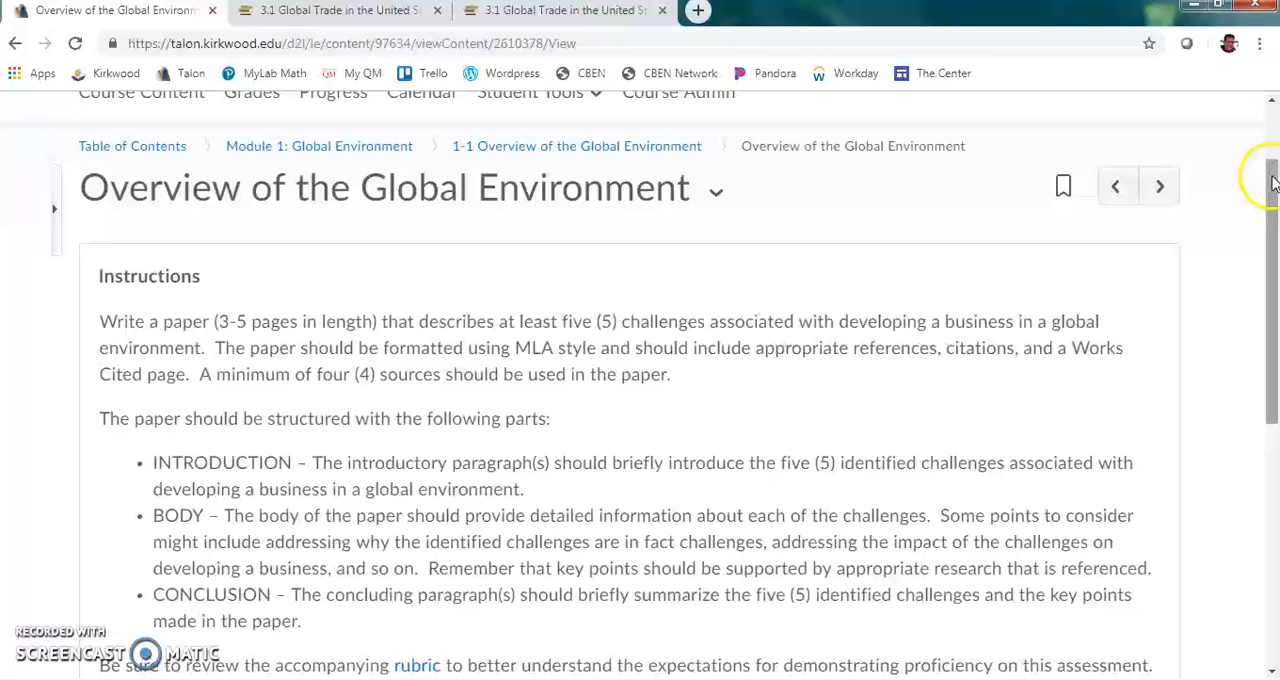 Overview of the Global Environm
3.1 Global Trade in the United S
3.1 Global Trade in the United S
https://talon.kirkwood.edu/d2l/le/content/97634/viewContent/2610378/View
Apps Kirkwood Talon MyLab Math My QM Trello Wordpress CBEN CBEN Network Pandora Workday The Center
Course Content Grades Progress Calendar Student Tools Course Admin
Table of Contents Module 1: Global Environment 1-1 Overview of the Global Environment Overview of the Global Environment
Overview of the Global Environment
Instructions
Write a paper (3-5 pages in length) that describes at least five (5) challenges associated with developing a business in a global
environment. The paper should be formatted using MLA style and should include appropriate references, citations, and a Works
Cited page. A minimum of four (4) sources should be used in the paper.
The paper should be structured with the following parts:
• INTRODUCTION – The introductory paragraph(s) should briefly introduce the five (5) identified challenges associated with
developing a business in a global environment.
• BODY – The body of the paper should provide detailed information about each of the challenges. Some points to consider
might include addressing why the identified challenges are in fact challenges, addressing the impact of the challenges on
developing a business, and so on. Remember that key points should be supported by appropriate research that is referenced.
• CONCLUSION – The concluding paragraph(s) should briefly summarize the five (5) identified challenges and the key points
made in the paper.
Be sure to review the accompanying rubric to better understand the expectations for demonstrating proficiency on this assessment.
RECORDED WITH
SCREENCAST MATIC